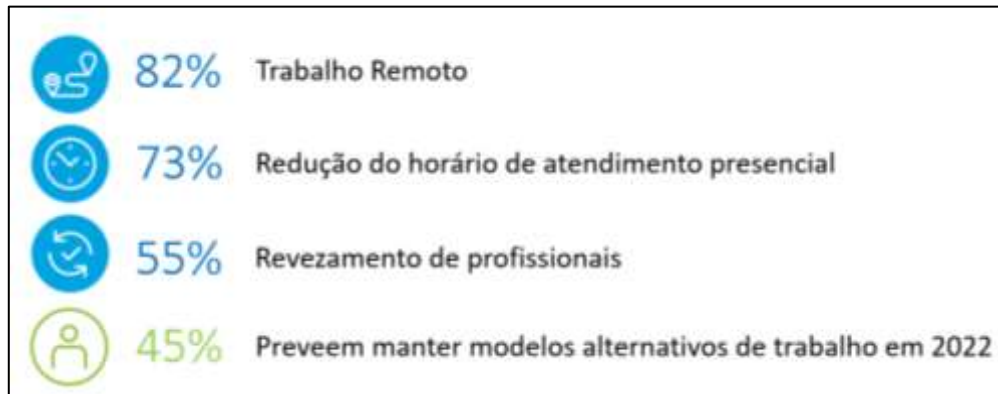 82% Trabalho Remoto
73% Redução do horário de atendimento presencial
55% Revezamento de profissionais
45% Preveem manter modelos alternativos de trabalho em 2022